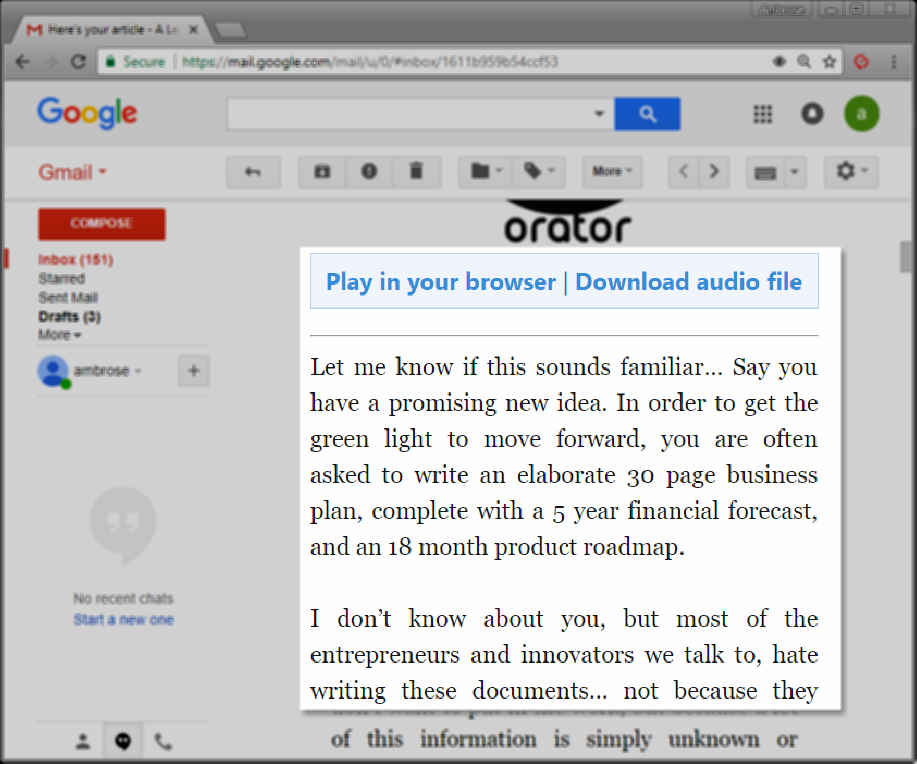 Ambrose
Here's your article - A Le
Secure | https://mail.google.com/mail/u/0/#inbox/1611b959b54ccf53
Google
a
Gmail
More
COMPOSE
orator
Inbox (151)
Starred
Sent Mail
Drafts (3)
More
ambrose
+
Play in your browser | Download audio file
Let me know if this sounds familiar... Say you
have a promising new idea. In order to get the
green light to move forward, you are often
asked to write an elaborate 30 page business
plan, complete with a 5 year financial forecast,
and an 18 month product roadmap.
I don't know about you, but most of the
entrepreneurs and innovators we talk to, hate
writing these documents... not because they
of this information is simply unknown or
No recent chats
Start a new one